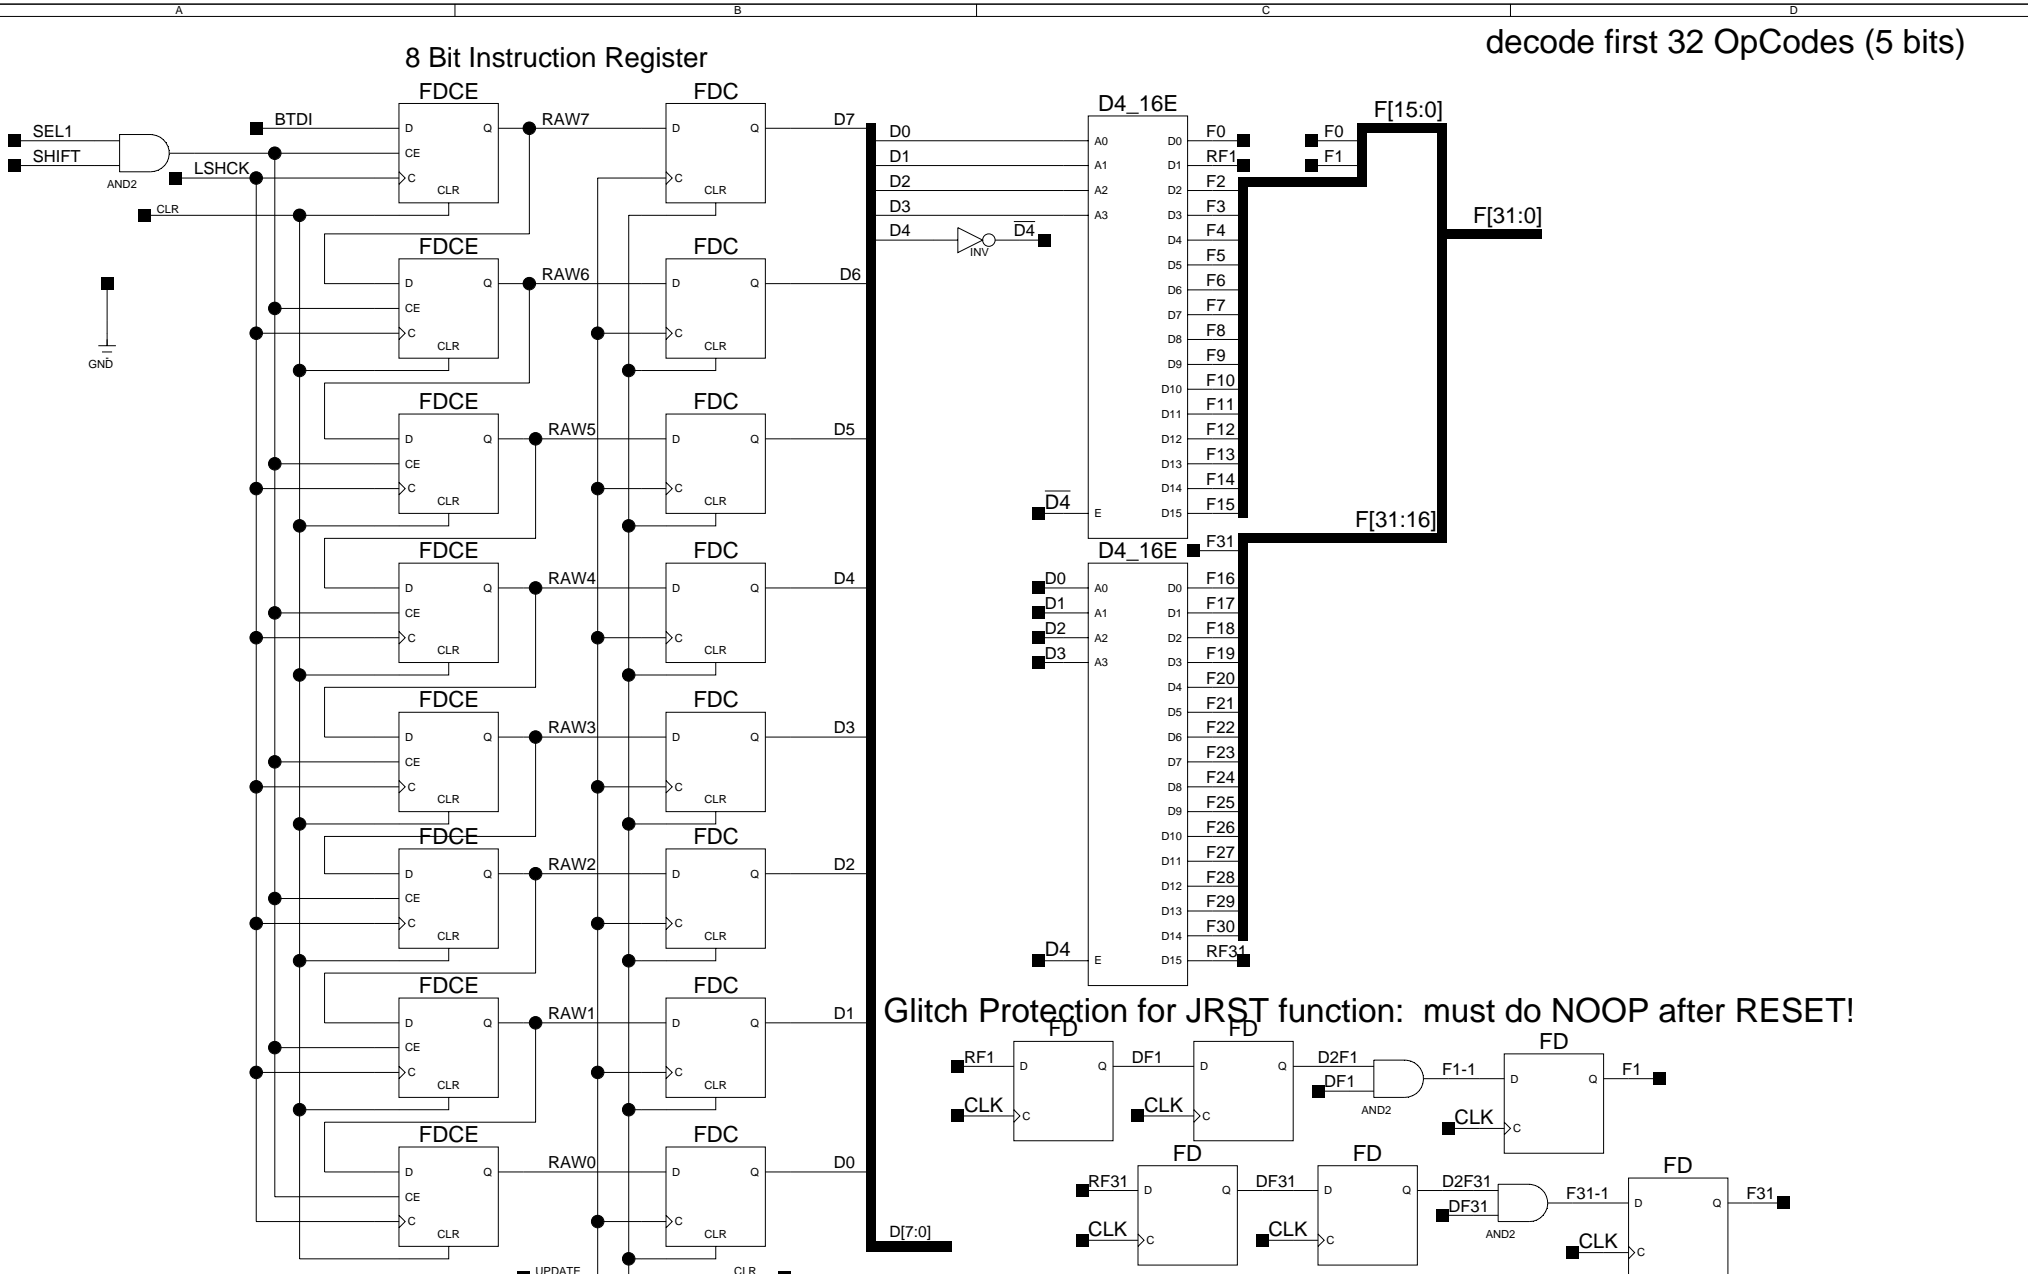 A B C D
decode first 32 OpCodes (5 bits)
8 Bit Instruction Register
SEL1
SHIFT
AND2
BTDI
LSHCK
CLR
GND
FDCE
D Q
CE
C
CLR
RAW7
FDC
D Q
C
CLR
D7
FDCE
D Q
CE
C
CLR
RAW6
FDC
D Q
C
CLR
D6
FDCE
D Q
CE
C
CLR
RAW5
FDC
D Q
C
CLR
D5
FDCE
D Q
CE
C
CLR
RAW4
FDC
D Q
C
CLR
D4
FDCE
D Q
CE
C
CLR
RAW3
FDC
D Q
C
CLR
D3
FDCE
D Q
CE
C
CLR
RAW2
FDC
D Q
C
CLR
D2
FDCE
D Q
CE
C
CLR
RAW1
FDC
D Q
C
CLR
D1
FDCE
D Q
CE
C
CLR
RAW0
FDC
D Q
C
CLR
D0
UPDATE
CLR
D[7:0]
D4_16E
D0 A0 D0 F0
D1 A1 D1 RF1
D2 A2 D2 F2
D3 A3 D3 F3
D4 INV D4 D4 F4
D5 F5
D6 F6
D7 F7
D8 F8
D9 F9
D10 F10
D11 F11
D12 F12
D13 F13
D14 F14
D4 E D15 F15
F0
F1
F[15:0]
F[31:0]
F[31:16]
D4_16E
F31
D0 A0 D0 F16
D1 A1 D1 F17
D2 A2 D2 F18
D3 A3 D3 F19
D4 F20
D5 F21
D6 F22
D7 F23
D8 F24
D9 F25
D10 F26
D11 F27
D12 F28
D13 F29
D14 F30
D4 E D15 RF31
Glitch Protection for JRST function: must do NOOP after RESET!
FD
RF1 D Q DF1
CLK C
FD
D Q D2F1
CLK C
DF1
AND2
F1-1
FD
D Q F1
CLK C
FD
RF31 D Q DF31
CLK C
FD
D Q D2F31
CLK C
DF31
AND2
F31-1
FD
D Q F31
CLK C